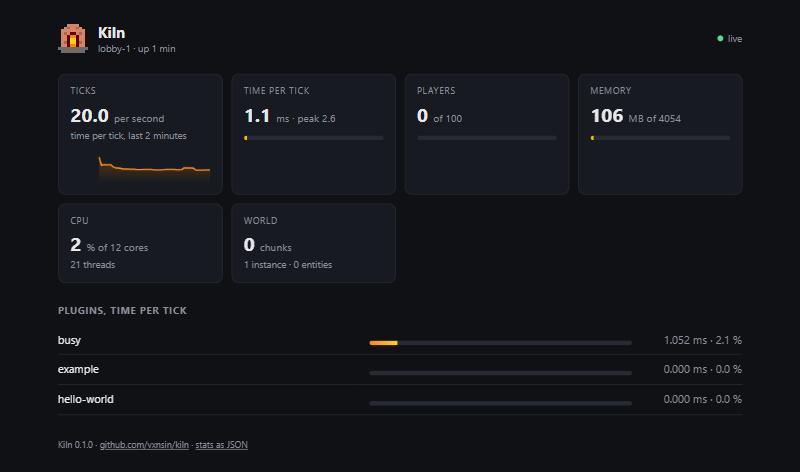 Kiln
lobby-1 · up 1 min
live
TICKS
20.0 per second
time per tick, last 2 minutes
TIME PER TICK
1.1 ms · peak 2.6
PLAYERS
0 of 100
MEMORY
106 MB of 4054
CPU
2 % of 12 cores
21 threads
WORLD
0 chunks
1 instance · 0 entities
PLUGINS, TIME PER TICK
busy 1.052 ms · 2.1 %
example 0.000 ms · 0.0 %
hello-world 0.000 ms · 0.0 %
Kiln 0.1.0 · github.com/vxnsin/kiln · stats as JSON